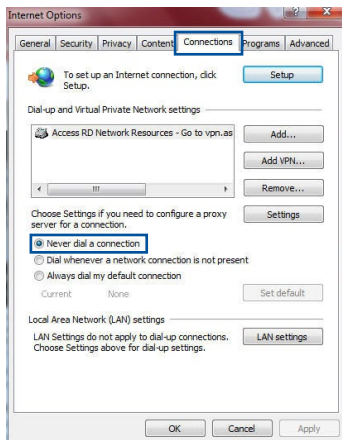 Internet Options
General Security Privacy Content Connections Programs Advanced
To set up an Internet connection, click
Setup.
Setup
Dial-up and Virtual Private Network settings
Access RD Network Resources - Go to vpn.as
Add...
Add VPN...
Remove...
Choose Settings if you need to configure a proxy
server for a connection.
Settings
Never dial a connection
Dial whenever a network connection is not present
Always dial my default connection
Current None
Set default
Local Area Network (LAN) settings
LAN Settings do not apply to dial-up connections.
Choose Settings above for dial-up settings.
LAN settings
OK Cancel Apply